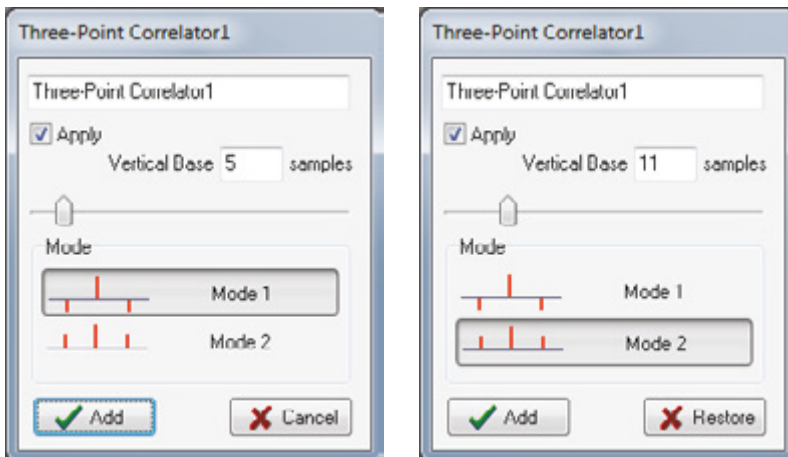 Three-Point Correlator1
Three-Point Correlator1
Apply
Vertical Base 5 samples
Mode
Mode 1
Mode 2
Add Cancel
Three-Point Correlator1
Three-Point Correlator1
Apply
Vertical Base 11 samples
Mode
Mode 1
Mode 2
Add Restore